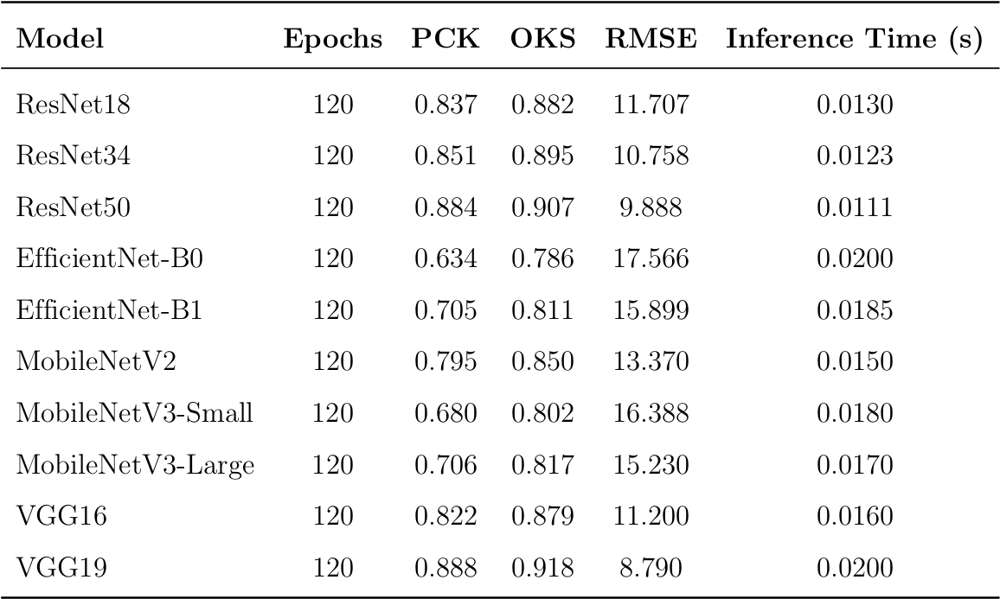 Model Epochs PCK OKS RMSE Inference Time (s)
ResNet18 120 0.837 0.882 11.707 0.0130
ResNet34 120 0.851 0.895 10.758 0.0123
ResNet50 120 0.884 0.907 9.888 0.0111
EfficientNet-B0 120 0.634 0.786 17.566 0.0200
EfficientNet-B1 120 0.705 0.811 15.899 0.0185
MobileNetV2 120 0.795 0.850 13.370 0.0150
MobileNetV3-Small 120 0.680 0.802 16.388 0.0180
MobileNetV3-Large 120 0.706 0.817 15.230 0.0170
VGG16 120 0.822 0.879 11.200 0.0160
VGG19 120 0.888 0.918 8.790 0.0200